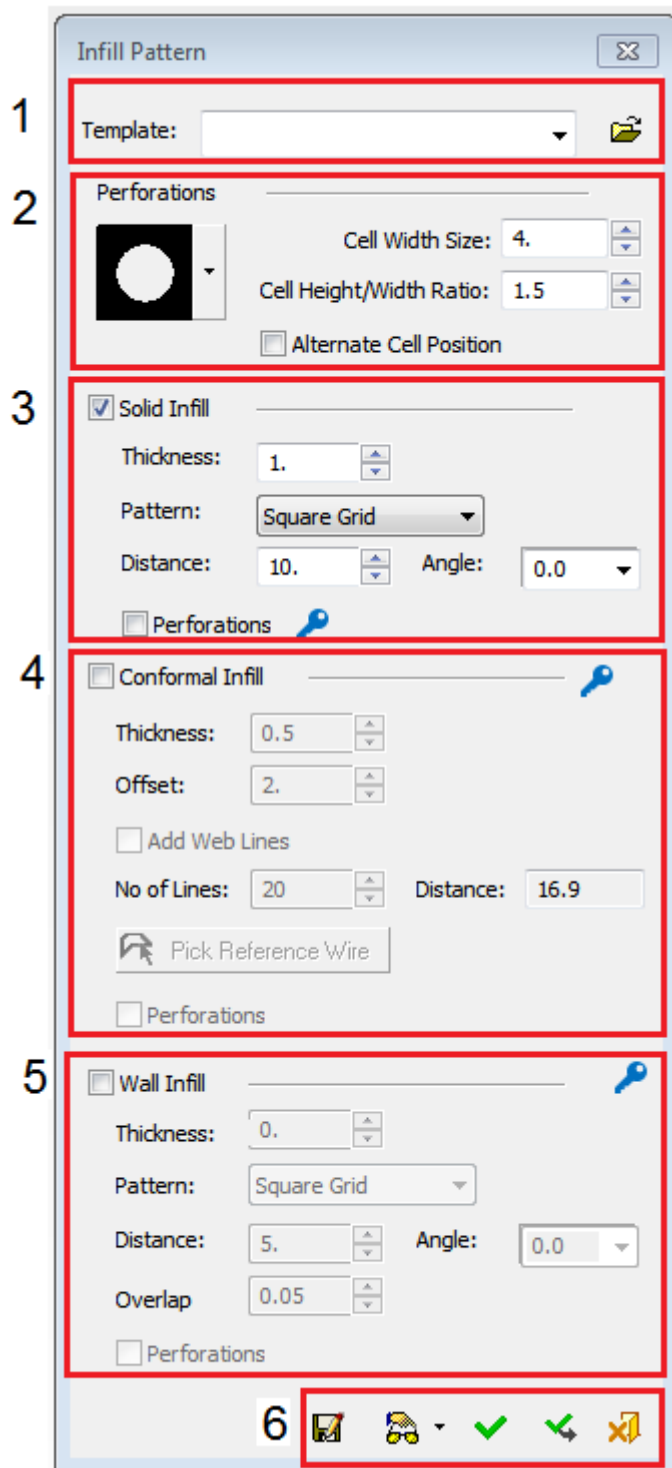 Infill Pattern
1
Template:
2
Perforations
Cell Width Size: 4.
Cell Height/Width Ratio: 1.5
Alternate Cell Position
3
Solid Infill
Thickness: 1.
Pattern: Square Grid
Distance: 10. Angle: 0.0
Perforations
4
Conformal Infill
Thickness: 0.5
Offset: 2.
Add Web Lines
No of Lines: 20 Distance: 16.9
Pick Reference Wire
Perforations
5
Wall Infill
Thickness: 0.
Pattern: Square Grid
Distance: 5. Angle: 0.0
Overlap 0.05
Perforations
6